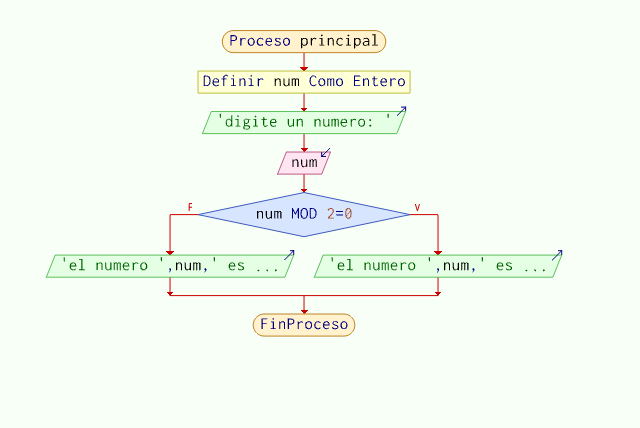 Proceso principal
Definir num Como Entero
'digite un numero: '
num
F
num MOD 2=0
V
'el numero ',num,' es ...
'el numero ',num,' es ...
FinProceso